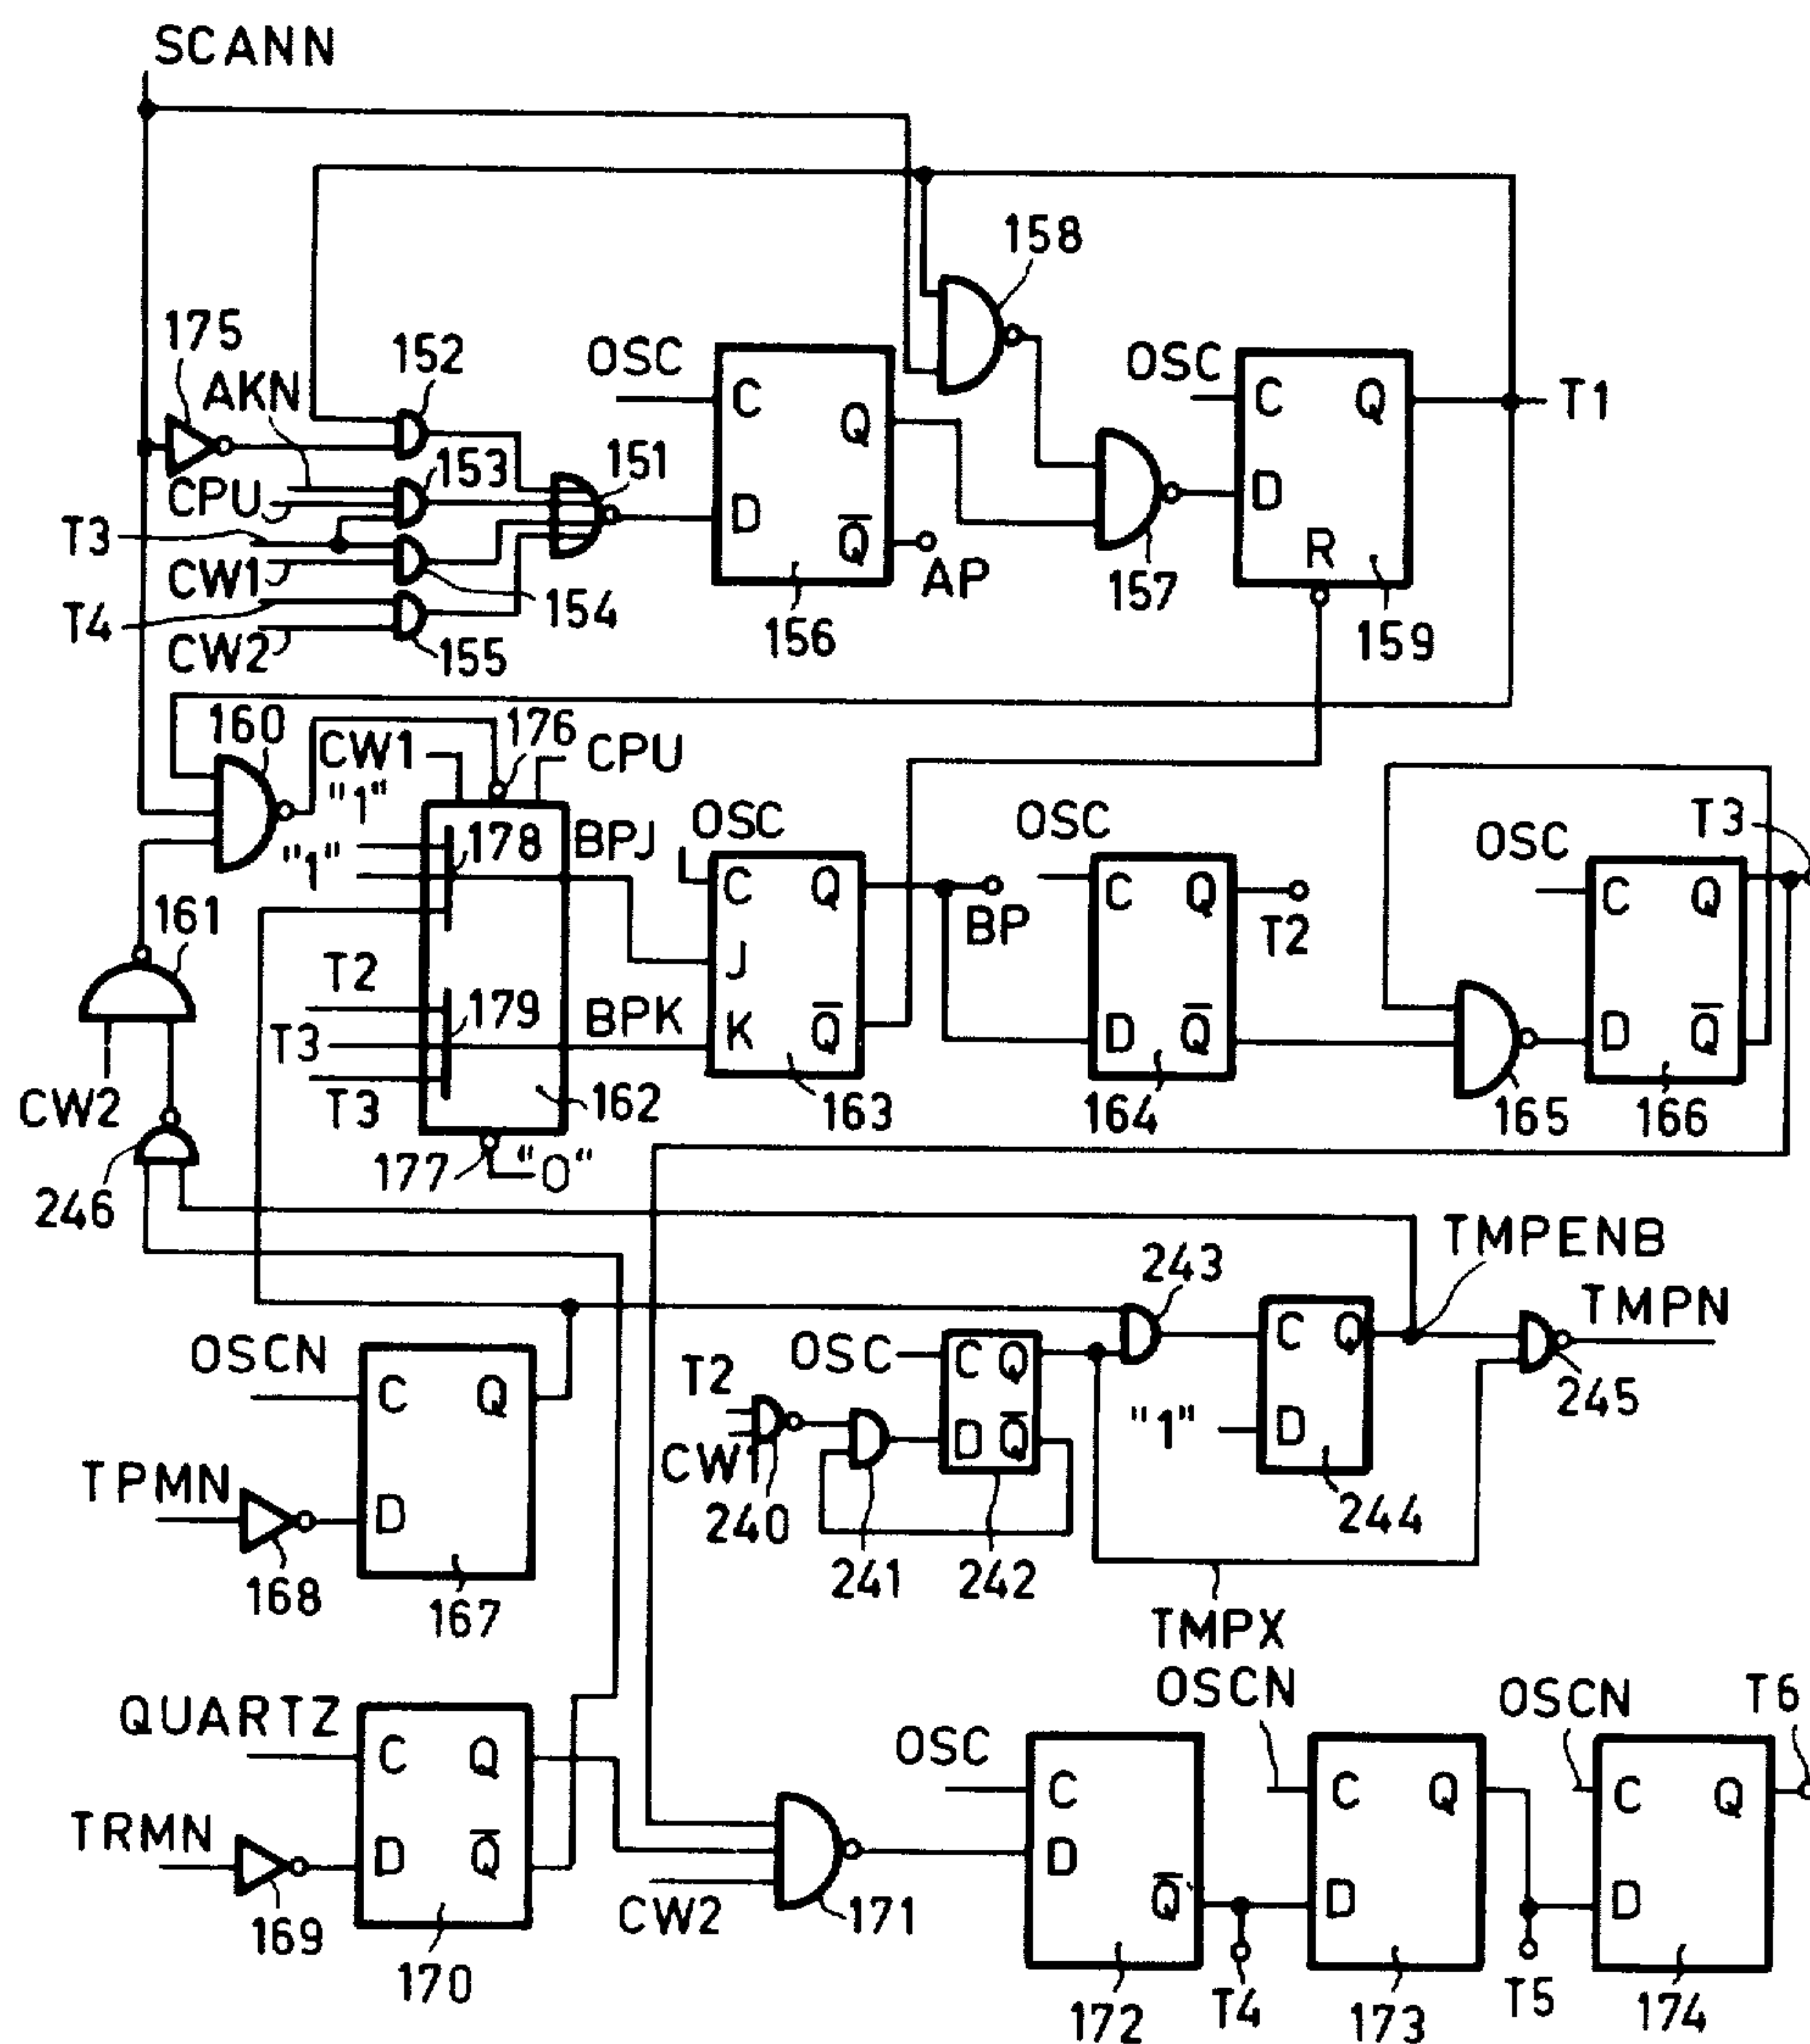 SCANN
158
175
AKN
152
OSC
OSC
C
Q
D
Q̅
AP
C
Q
D
R
T1
153
151
CPU
T3
CW1
T4
CW2
154
155
156
157
159
160
CW1
176
CPU
"1"
"1"
178
BPJ
OSC
C
Q
J
K
Q̅
BP
OSC
C
Q
T2
D
Q̅
OSC
T3
C
Q
D
Q̅
161
T2
179
BPK
T3
T3
162
163
164
165
166
CW2
177
"0"
246
TMPENB
243
TMPN
OSCN
C
Q
D
T2
OSC
C
Q
D
Q̅
C
Q
"1"
D
245
CW1
TPMN
240
244
168
167
241
242
TMPX
QUARTZ
C
Q
D
Q̅
OSC
OSCN
OSCN
T6
C
D
Q̅
C
Q
D
C
Q
D
TRMN
CW2
171
169
170
172
T4
173
T5
174